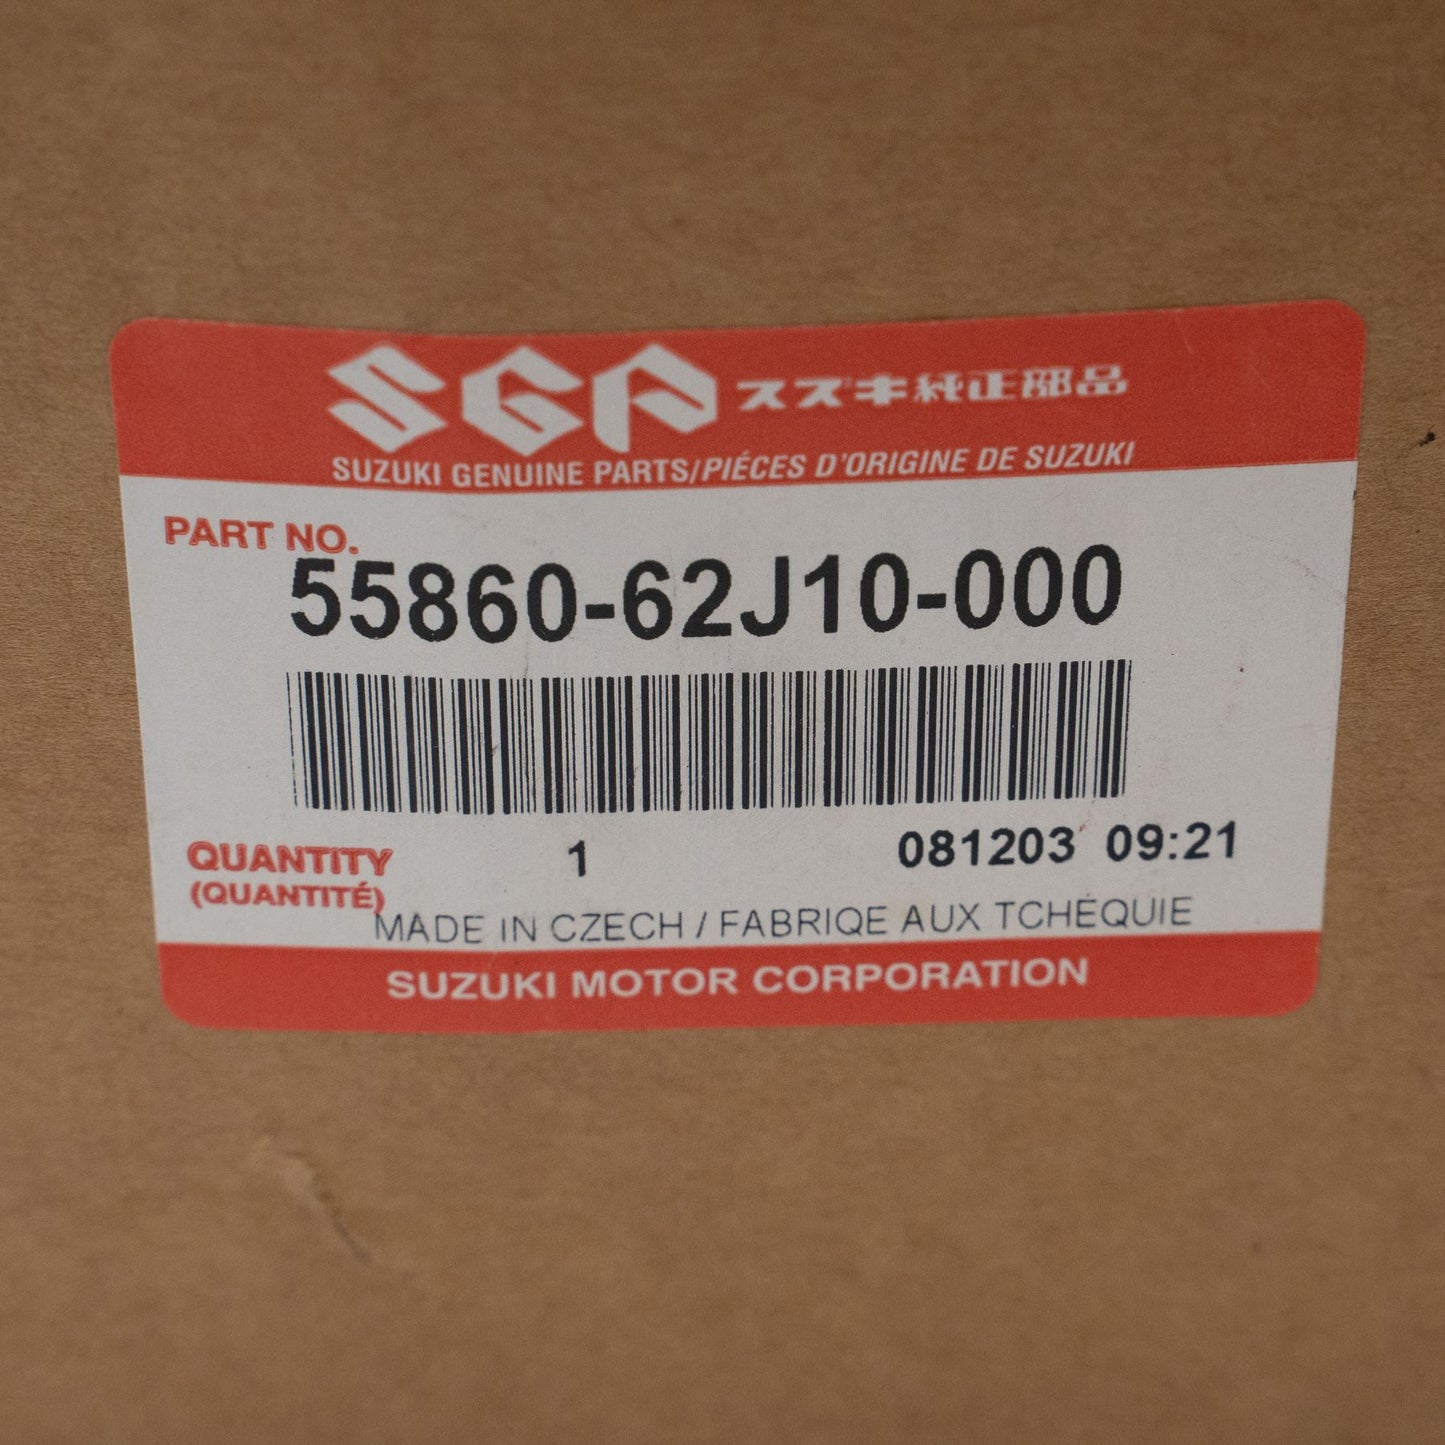 SGP スズキ純正部品
SUZUKI GENUINE PARTS/PIÉCES D'ORIGINE DE SUZUKI
PART NO.
55860-62J10-000
QUANTITY 1 081203 09:21
(QUANTITÉ)
MADE IN CZECH / FABRIQE AUX TCHÉQUIE
SUZUKI MOTOR CORPORATION